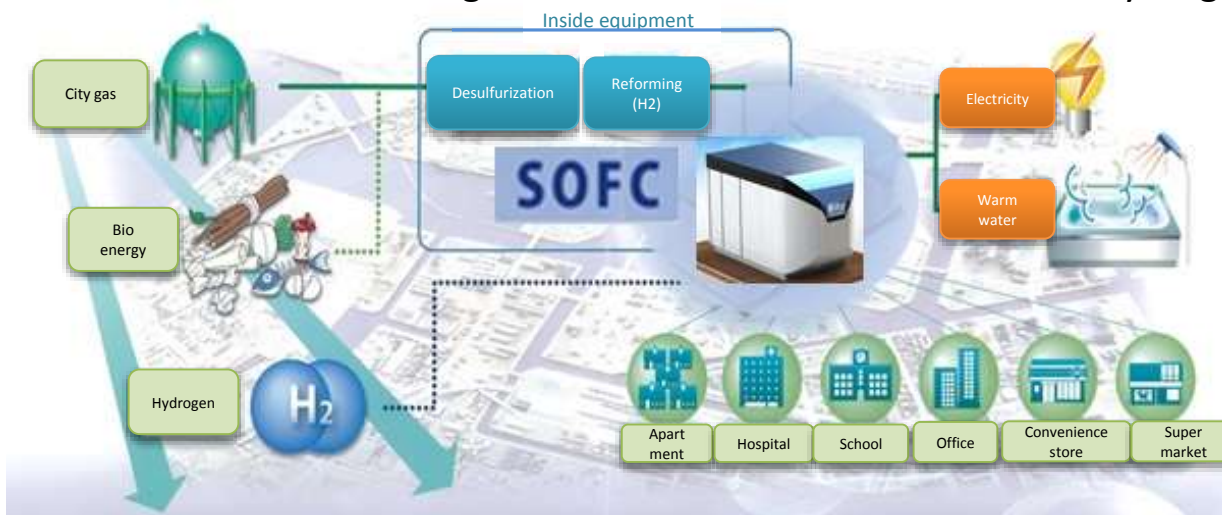 Inside equipment
City gas
Desulfurization
Reforming
(H2)
Electricity
SOFC
Bio
energy
Warm
water
Hydrogen
H2
Apart
ment
Hospital
School
Office
Convenience
store
Super
market